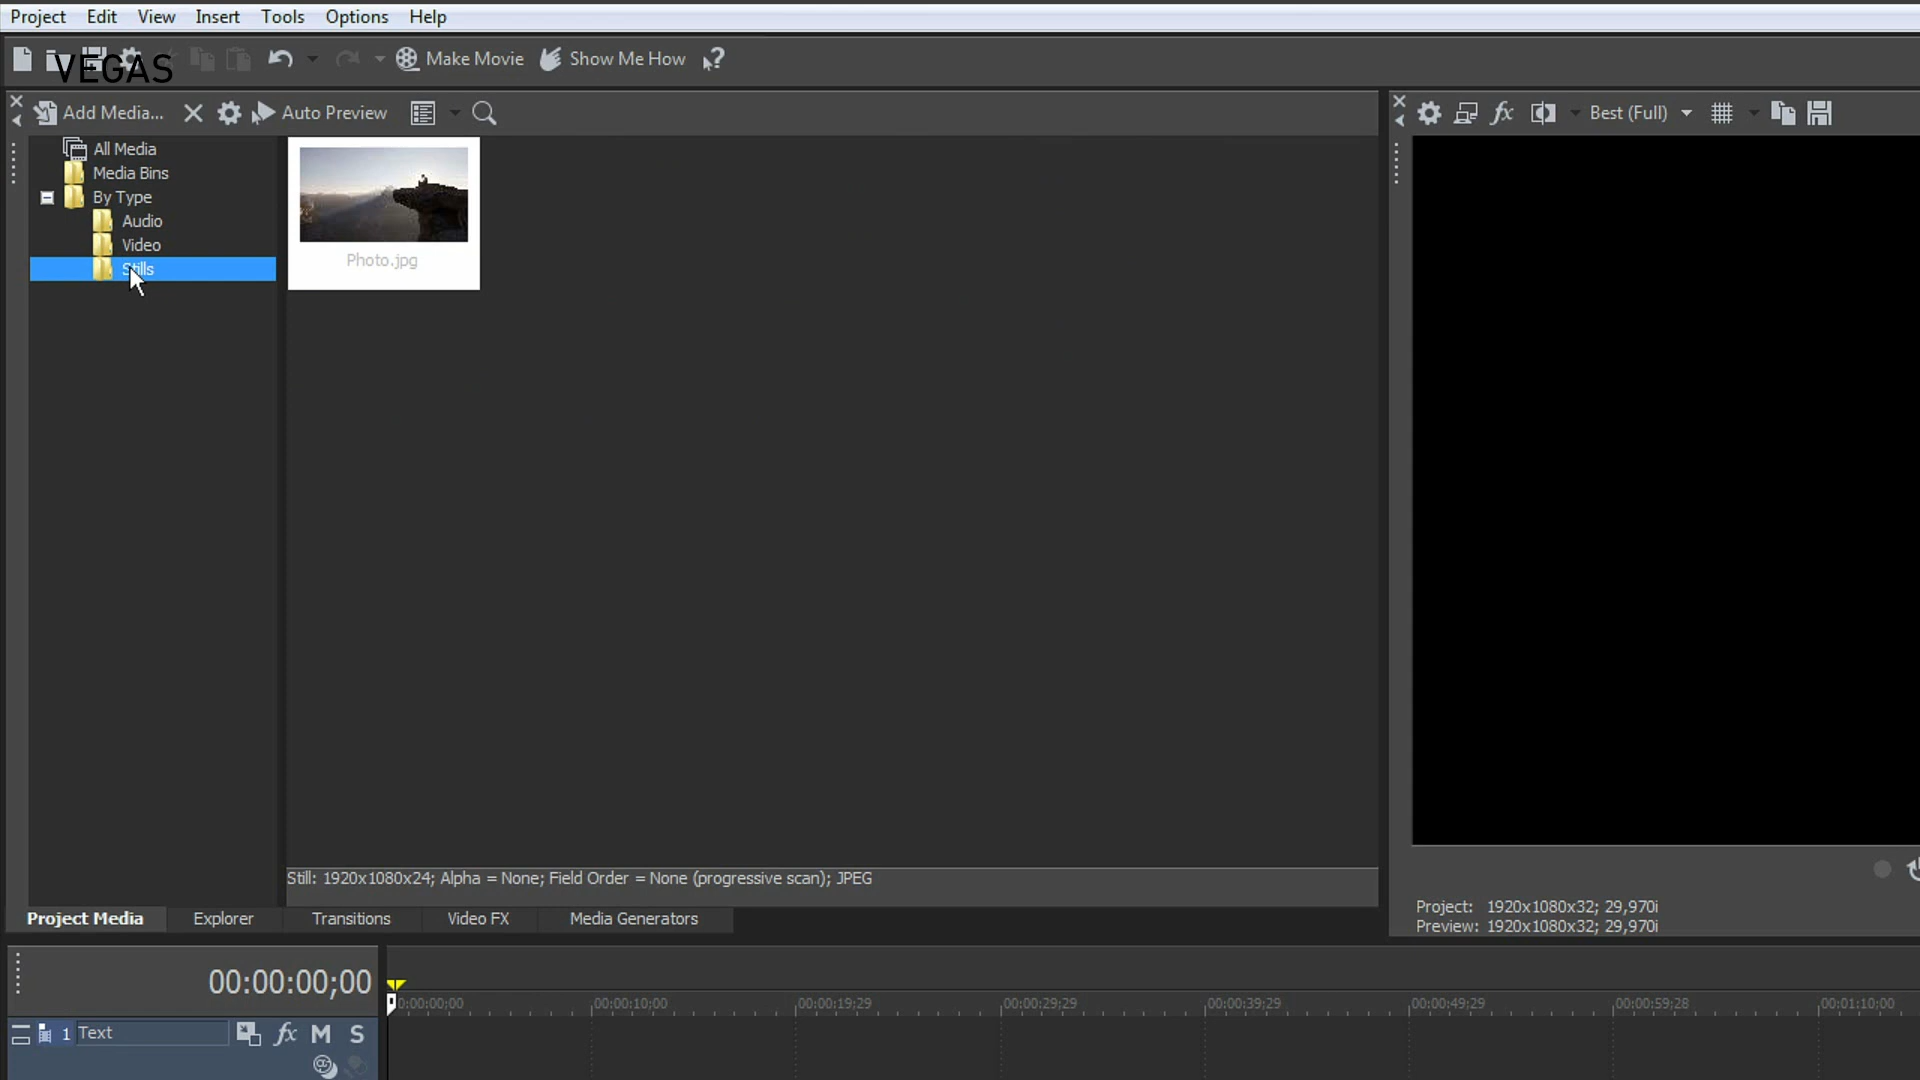 Project Edit View Insert Tools Options Help
VEGAS
Make Movie Show Me How
Add Media... Auto Preview
Best (Full)
All Media
Media Bins
By Type
Audio
Video
Stills
Photo.jpg
Still: 1920x1080x24; Alpha = None; Field Order = None (progressive scan); JPEG
Project Media Explorer Transitions Video FX Media Generators
Project: 1920x1080x32; 29,970i
Preview: 1920x1080x32; 29,970i
00:00:00;00
0:00:00;00 00:00:10;00 00:00:19;29 00:00:29;29 00:00:39;29 00:00:49;29 00:00:59;28 00:01:10;00
1 Text fx M S